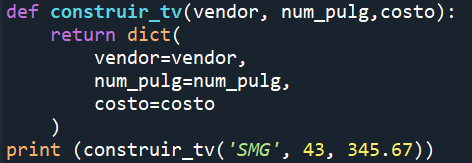 def construir_tv(vendor, num_pulg,costo):
    return dict(
        vendor=vendor,
        num_pulg=num_pulg,
        costo=costo
    )
print (construir_tv('SMG', 43, 345.67))